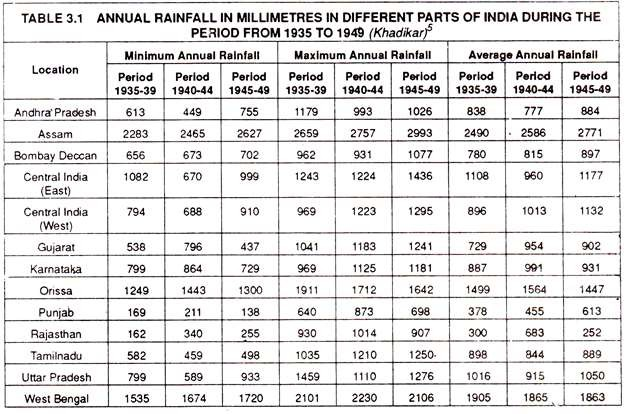 TABLE 3.1 ANNUAL RAINFALL IN MILLIMETRES IN DIFFERENT PARTS OF INDIA DURING THE
PERIOD FROM 1935 TO 1949 (Khadikar)5
Location Minimum Annual Rainfall Maximum Annual Rainfall Average Annual Rainfall
Period Period Period Period Period Period Period Period Period
1935-39 1940-44 1945-49 1935-39 1940-44 1945-49 1935-39 1940-44 1945-49
Andhra Pradesh 613 449 755 1179 993 1026 838 777 884
Assam 2283 2465 2627 2659 2757 2993 2490 2586 2771
Bombay Deccan 656 673 702 962 931 1077 780 815 897
Central India 1082 670 999 1243 1224 1436 1108 960 1177
(East)
Central India 794 688 910 969 1223 1295 896 1013 1132
(West)
Gujarat 538 796 437 1041 1183 1241 729 954 902
Karnataka 799 864 729 969 1125 1181 887 991 931
Orissa 1249 1443 1300 1911 1712 1642 1499 1564 1447
Punjab 169 211 138 640 873 698 378 455 613
Rajasthan 162 340 255 930 1014 907 300 683 252
Tamilnadu 582 459 498 1035 1210 1250 898 844 889
Uttar Pradesh 799 589 933 1459 1110 1276 1016 915 1050
West Bengal 1535 1674 1720 2101 2230 2106 1905 1865 1863